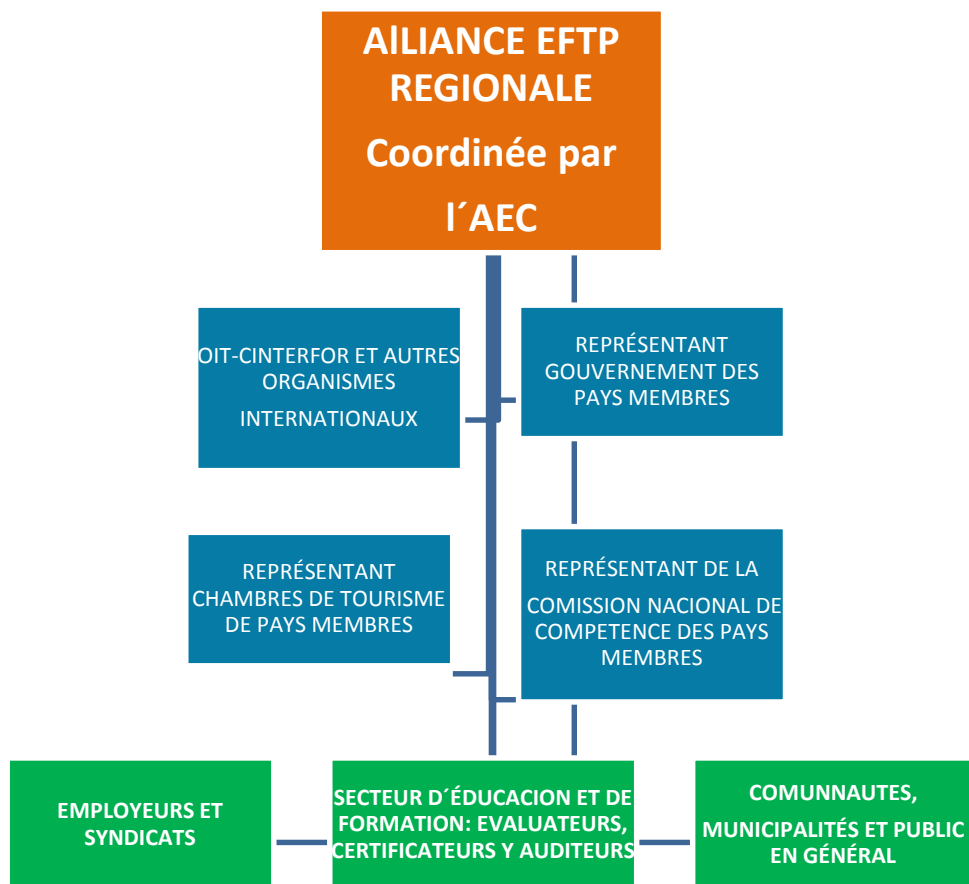 AlLIANCE EFTP
REGIONALE
Coordinée par
l´AEC
OIT-CINTERFOR ET AUTRES
ORGANISMES
INTERNATIONAUX
REPRÉSENTANT
GOUVERNEMENT DES
PAYS MEMBRES
REPRÉSENTANT
CHAMBRES DE TOURISME
DE PAYS MEMBRES
REPRÉSENTANT DE LA
COMISSION NACIONAL DE
COMPETENCE DES PAYS
MEMBRES
EMPLOYEURS ET
SYNDICATS
SECTEUR D´ÉDUCACION ET DE
FORMATION: EVALUATEURS,
CERTIFICATEURS Y AUDITEURS
COMUNNAUTES,
MUNICIPALITÉS ET PUBLIC
EN GÉNÉRAL